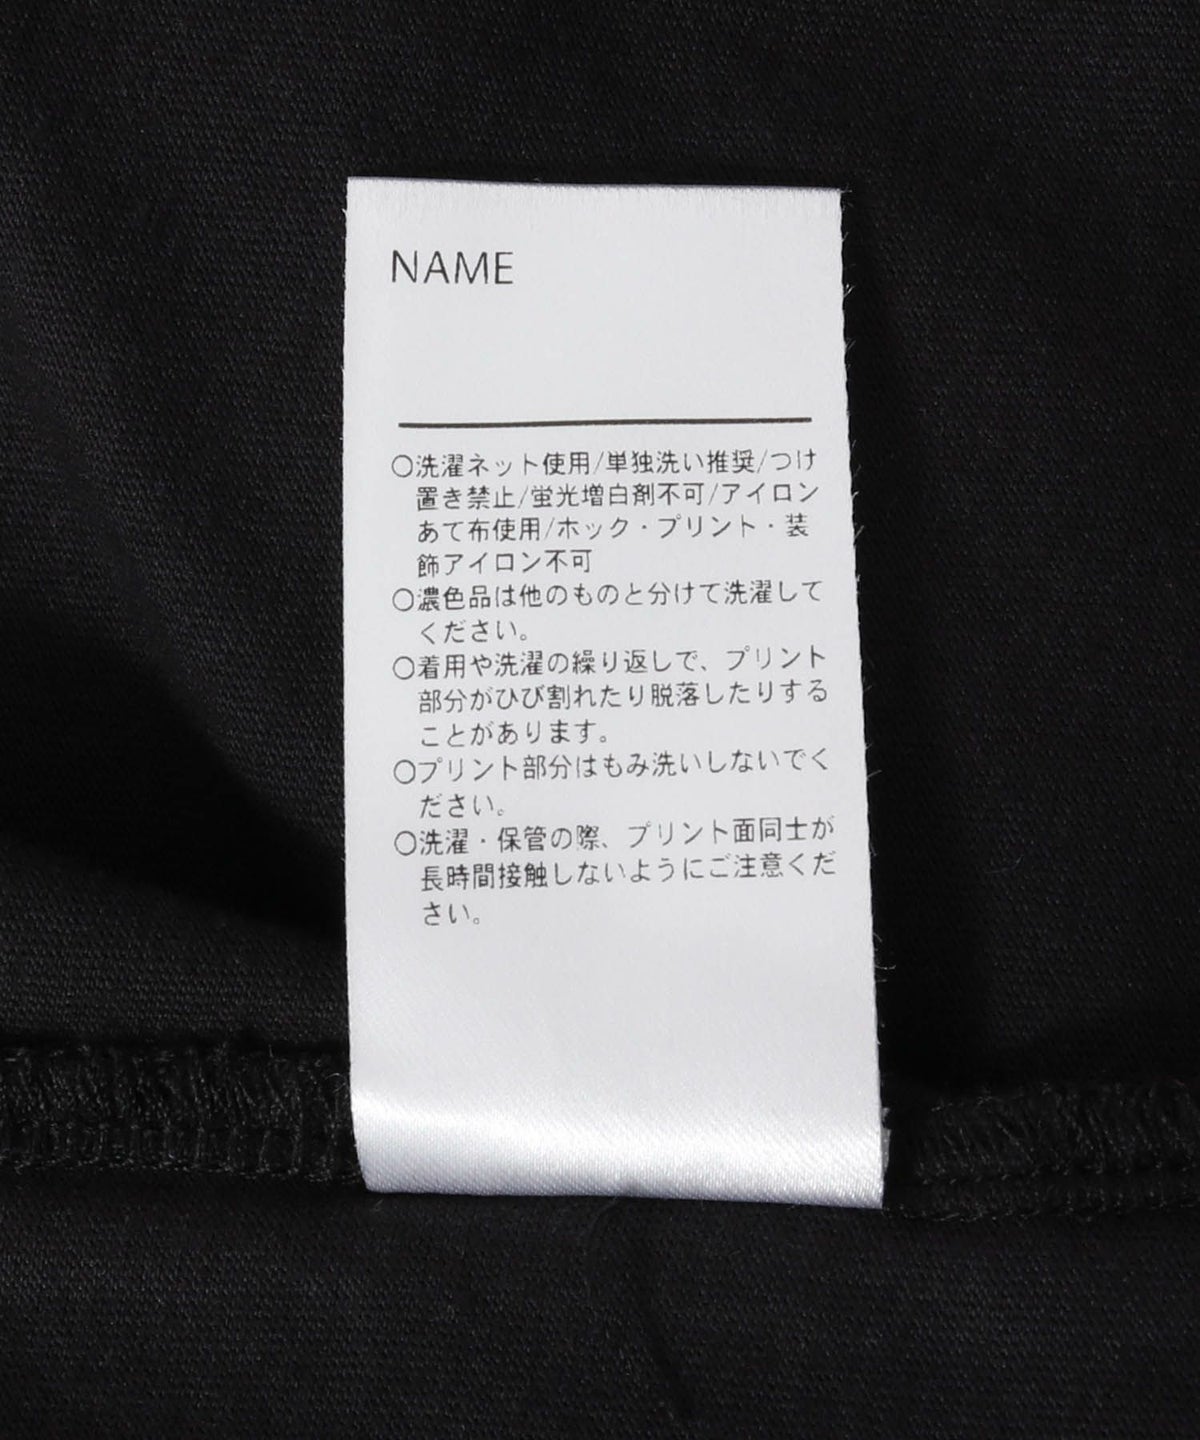 NAME
○洗濯ネット使用/単独洗い推奨/つけ
置き禁止/蛍光増白剤不可/アイロン
あて布使用/ホック・プリント・装
飾アイロン不可
○濃色品は他のものと分けて洗濯して
ください。
○着用や洗濯の繰り返しで、プリント
部分がひび割れたり脱落したりする
ことがあります。
○プリント部分はもみ洗いしないでく
ださい。
○洗濯・保管の際、プリント面同士が
長時間接触しないようにご注意くだ
さい。